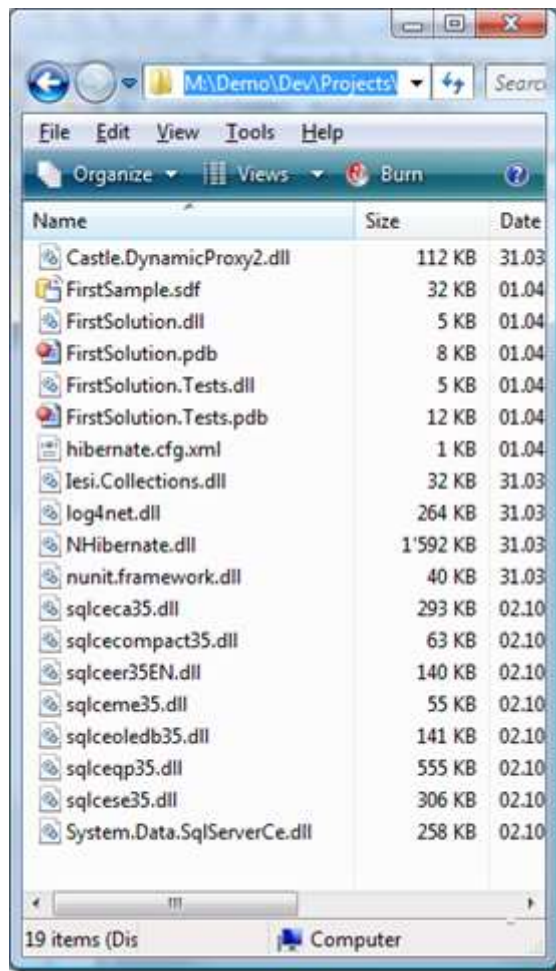 M:\Demo\Dev\Projects\
File Edit View Tools Help
Organize Views Burn
Name Size Date
Castle.DynamicProxy2.dll 112 KB 31.03
FirstSample.sdf 32 KB 01.04
FirstSolution.dll 5 KB 01.04
FirstSolution.pdb 8 KB 01.04
FirstSolution.Tests.dll 5 KB 01.04
FirstSolution.Tests.pdb 12 KB 01.04
hibernate.cfg.xml 1 KB 01.04
Iesi.Collections.dll 32 KB 31.03
log4net.dll 264 KB 31.03
NHibernate.dll 1'592 KB 31.03
nunit.framework.dll 40 KB 31.03
sqlceca35.dll 293 KB 02.10
sqlcecompact35.dll 63 KB 02.10
sqlceer35EN.dll 140 KB 02.10
sqlceme35.dll 55 KB 02.10
sqlceoledb35.dll 141 KB 02.10
sqlceqp35.dll 555 KB 02.10
sqlcese35.dll 306 KB 02.10
System.Data.SqlServerCe.dll 258 KB 02.10
19 items (Dis Computer